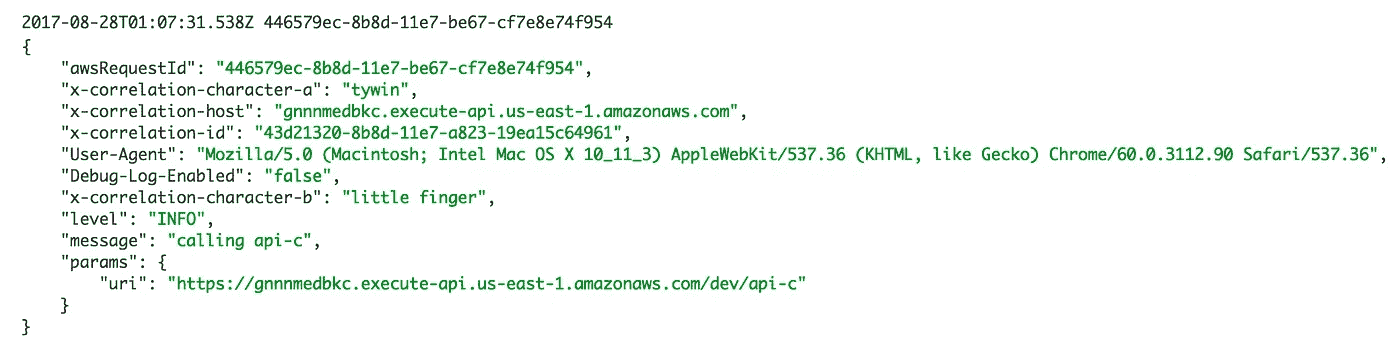 2017-08-28T01:07:31.538Z 446579ec-8b8d-11e7-be67-cf7e8e74f954
{
    "awsRequestId": "446579ec-8b8d-11e7-be67-cf7e8e74f954",
    "x-correlation-character-a": "tywin",
    "x-correlation-host": "gnnnmedbkc.execute-api.us-east-1.amazonaws.com",
    "x-correlation-id": "43d21320-8b8d-11e7-a823-19ea15c64961",
    "User-Agent": "Mozilla/5.0 (Macintosh; Intel Mac OS X 10_11_3) AppleWebKit/537.36 (KHTML, like Gecko) Chrome/60.0.3112.90 Safari/537.36",
    "Debug-Log-Enabled": "false",
    "x-correlation-character-b": "little finger",
    "level": "INFO",
    "message": "calling api-c",
    "params": {
        "uri": "https://gnnnmedbkc.execute-api.us-east-1.amazonaws.com/dev/api-c"
    }
}